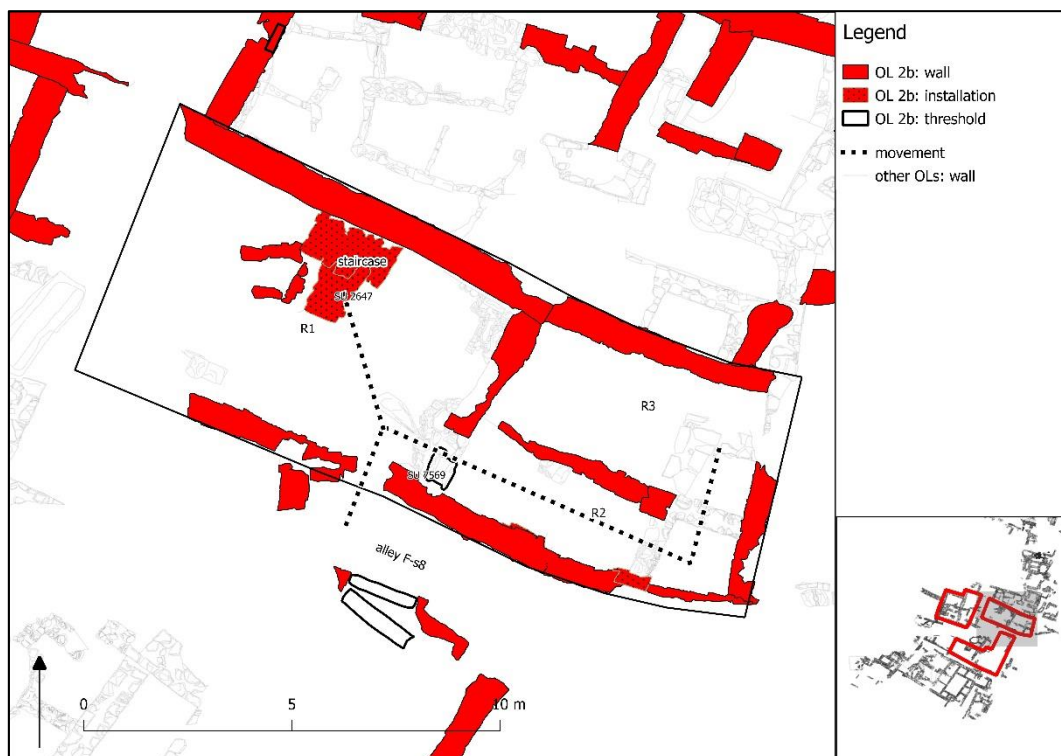 staircase
SU 2647
R1
R3
SU 2569
R2
alley F-s8
0 5 10 m
Legend
OL 2b: wall
OL 2b: installation
OL 2b: threshold
movement
other OLs: wall